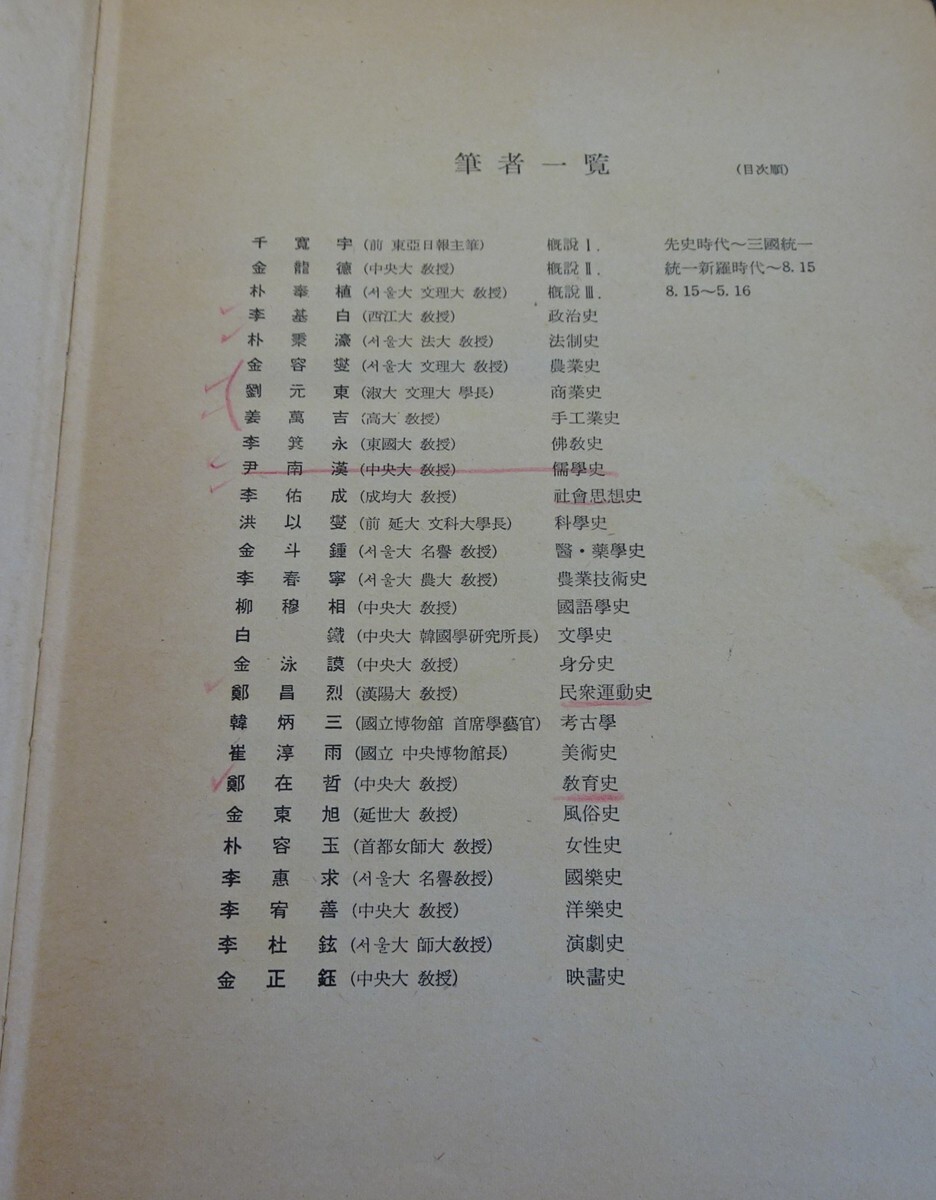 筆者一覽
(目次順)
千寬宇 (前 東亞日報主筆) 槪說Ⅰ. 先史時代～三國統一
金龍德 (中央大 敎授) 槪說Ⅱ. 統一新羅時代～8.15
朴奉植 (서울大 文理大 敎授) 槪說Ⅲ. 8.15～5.16
李基白 (西江大 敎授) 政治史
朴秉濠 (서울大 法大 敎授) 法制史
金容燮 (서울大 文理大 敎授) 農業史
劉元東 (淑大 文理大 學長) 商業史
姜萬吉 (高大 敎授) 手工業史
李箕永 (東國大 敎授) 佛敎史
尹南漢 (中央大 敎授) 儒學史
李佑成 (成均大 敎授) 社會思想史
洪以燮 (前 延大 文科大學長) 科學史
金斗鍾 (서울大 名譽 敎授) 醫・藥學史
李春寧 (서울大 農大 敎授) 農業技術史
柳穆相 (中央大 敎授) 國語學史
白鐵 (中央大 韓國學硏究所長) 文學史
金泳謨 (中央大 敎授) 身分史
鄭昌烈 (漢陽大 敎授) 民衆運動史
韓炳三 (國立博物舘 首席學藝官) 考古學
崔淳雨 (國立 中央博物館長) 美術史
鄭在哲 (中央大 敎授) 敎育史
金東旭 (延世大 敎授) 風俗史
朴容玉 (首都女師大 敎授) 女性史
李惠求 (서울大 名譽敎授) 國樂史
李宥善 (中央大 敎授) 洋樂史
李杜鉉 (서울大 師大敎授) 演劇史
金正鈺 (中央大 敎授) 映畵史